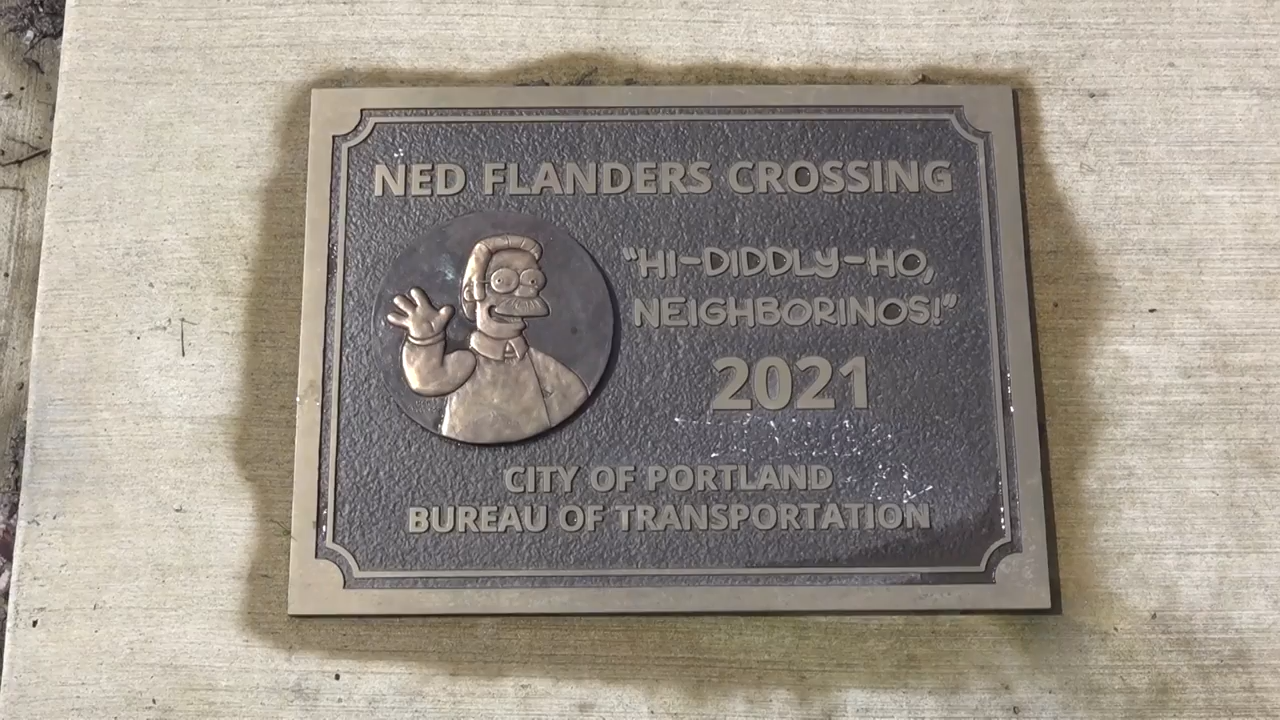 NED FLANDERS CROSSING
“HI-DIDDLY-HO,
NEIGHBORINOS!”
2021
CITY OF PORTLAND
BUREAU OF TRANSPORTATION